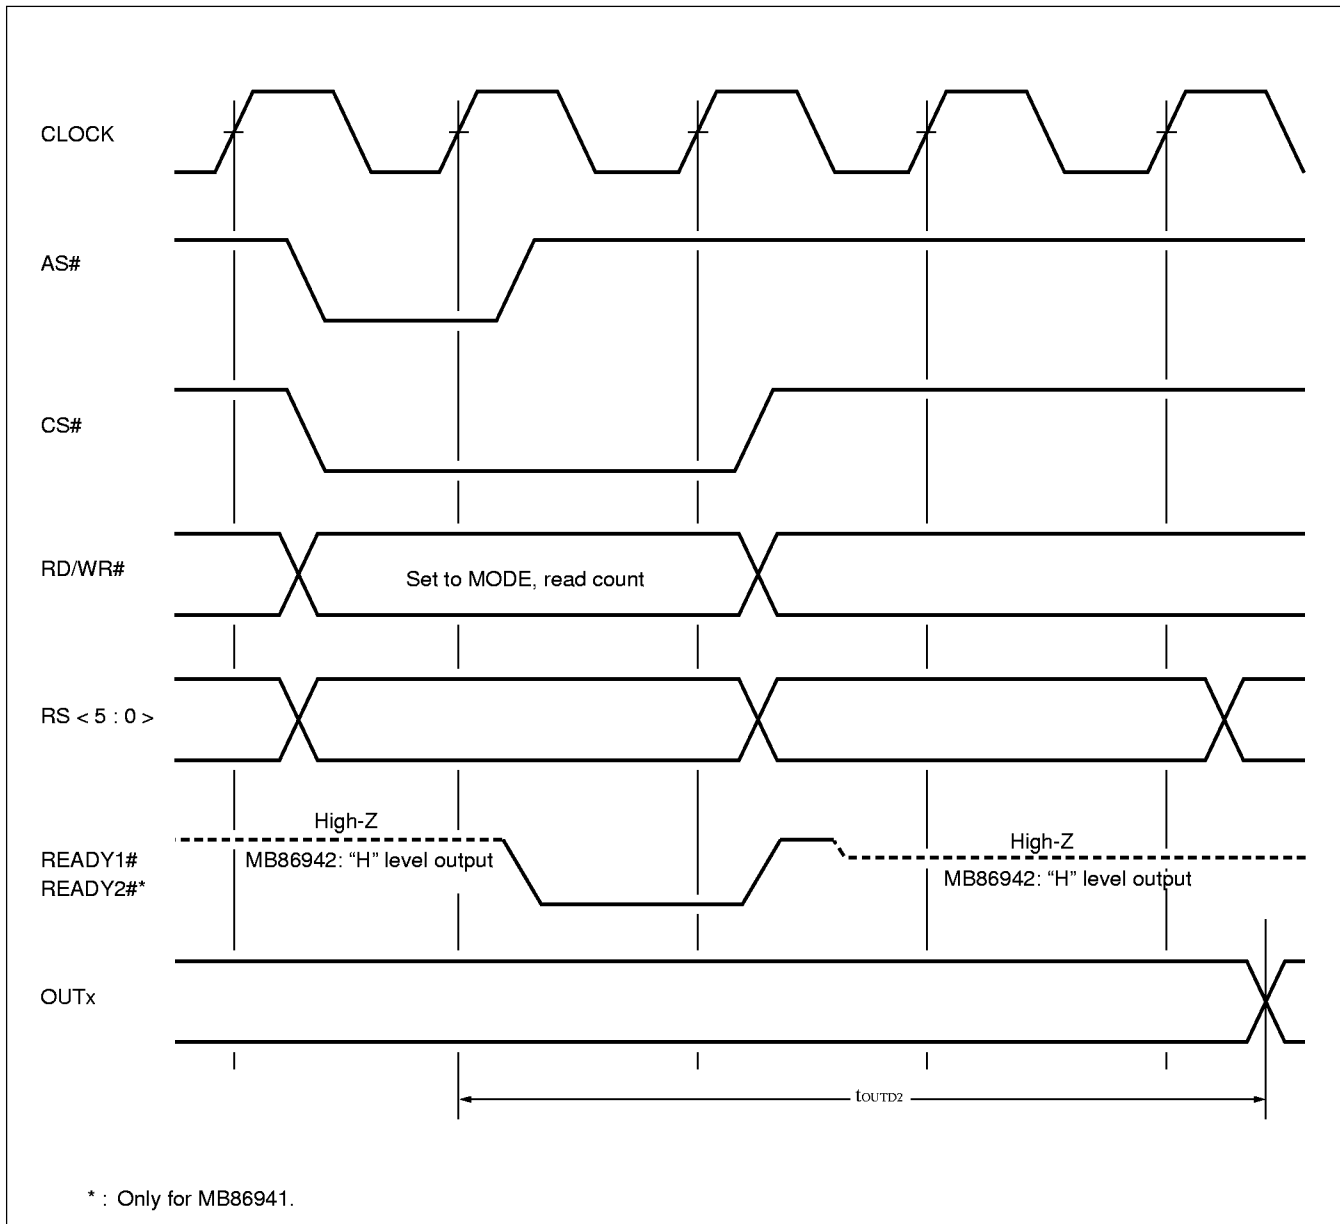 CLOCK
AS#
CS#
RD/WR#
Set to MODE, read count
RS < 5 : 0 >
High-Z
High-Z
READY1#
MB86942: “H” level output
READY2#*
MB86942: “H” level output
OUTx
tOUTD2
* : Only for MB86941.